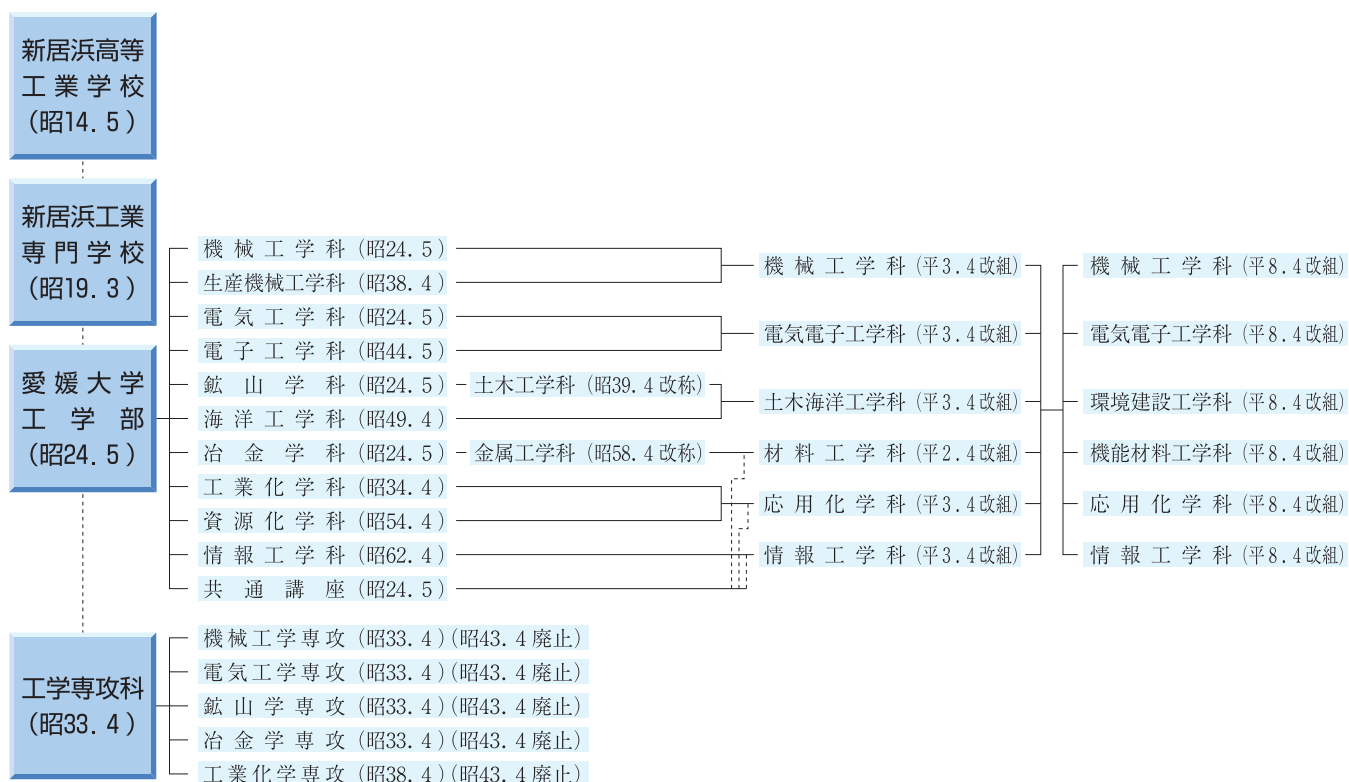 新居浜高等
工業学校
(昭14.5)
新居浜工業
専門学校
(昭19.3)
愛媛大学
工学部
(昭24.5)
工学専攻科
(昭33.4)
機械工学科(昭24.5)
生産機械工学科(昭38.4)
電気工学科(昭24.5)
電子工学科(昭44.5)
鉱山学科(昭24.5)
海洋工学科(昭49.4)
冶金学科(昭24.5)
工業化学科(昭34.4)
資源化学科(昭54.4)
情報工学科(昭62.4)
共通講座(昭24.5)
土木工学科(昭39.4改称)
金属工学科(昭58.4改称)
機械工学科(平3.4改組)
電気電子工学科(平3.4改組)
土木海洋工学科(平3.4改組)
材料工学科(平2.4改組)
応用化学科(平3.4改組)
情報工学科(平3.4改組)
機械工学科(平8.4改組)
電気電子工学科(平8.4改組)
環境建設工学科(平8.4改組)
機能材料工学科(平8.4改組)
応用化学科(平8.4改組)
情報工学科(平8.4改組)
機械工学専攻(昭33.4)(昭43.4廃止)
電気工学専攻(昭33.4)(昭43.4廃止)
鉱山学専攻(昭33.4)(昭43.4廃止)
冶金学専攻(昭33.4)(昭43.4廃止)
工業化学専攻(昭38.4)(昭43.4廃止)